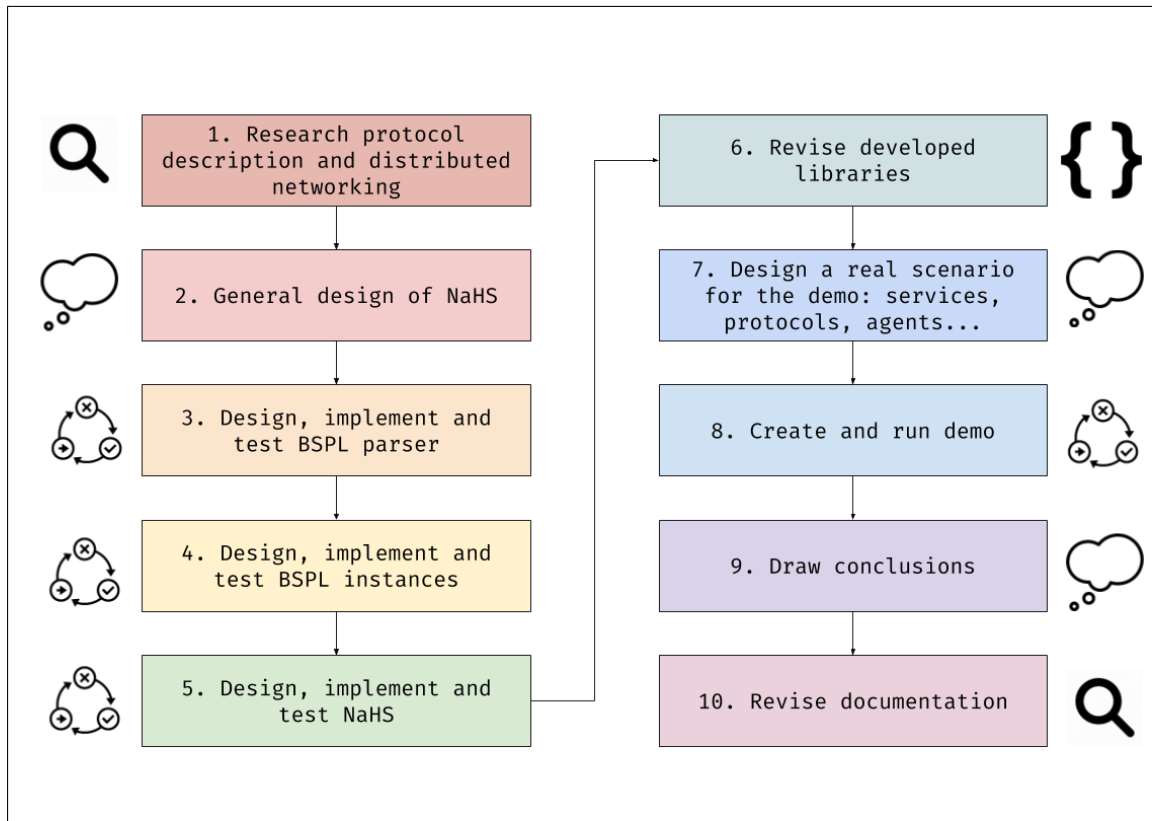 1. Research protocol
description and distributed
networking
2. General design of NaHS
3. Design, implement and
test BSPL parser
4. Design, implement and
test BSPL instances
5. Design, implement and
test NaHS
6. Revise developed
libraries
7. Design a real scenario
for the demo: services,
protocols, agents...
8. Create and run demo
9. Draw conclusions
10. Revise documentation